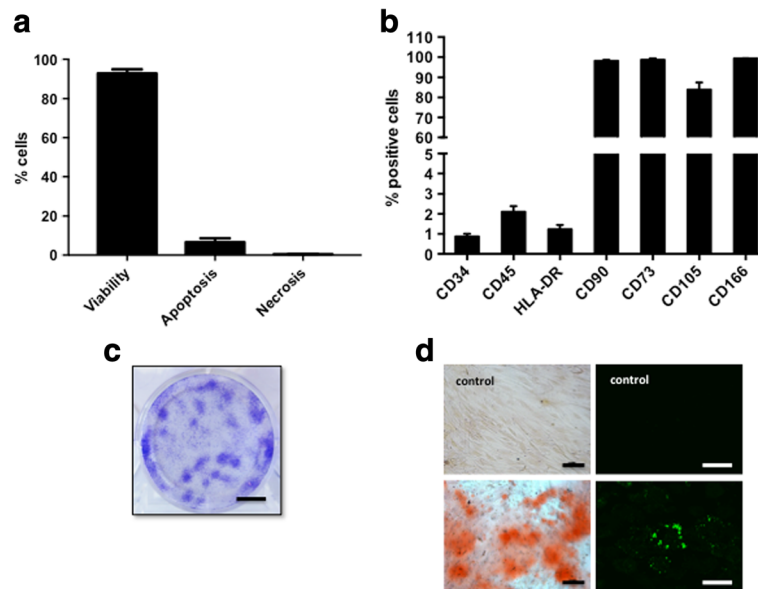 a
100
80
60
40
20
0
% cells
Viability
Apoptosis
Necrosis
b
110
100
90
80
70
60
5
4
3
2
1
0
% positive cells
CD34
CD45
HLA-DR
CD90
CD73
CD105
CD166
c
d
control
control